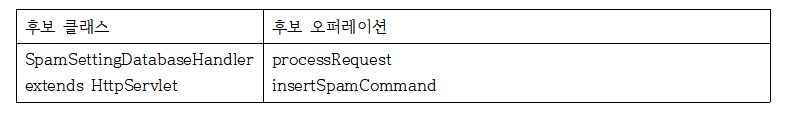 후보 클래스 후보 오퍼레이션
SpamSettingDatabaseHandler processRequest
extends HttpServlet insertSpamCommand